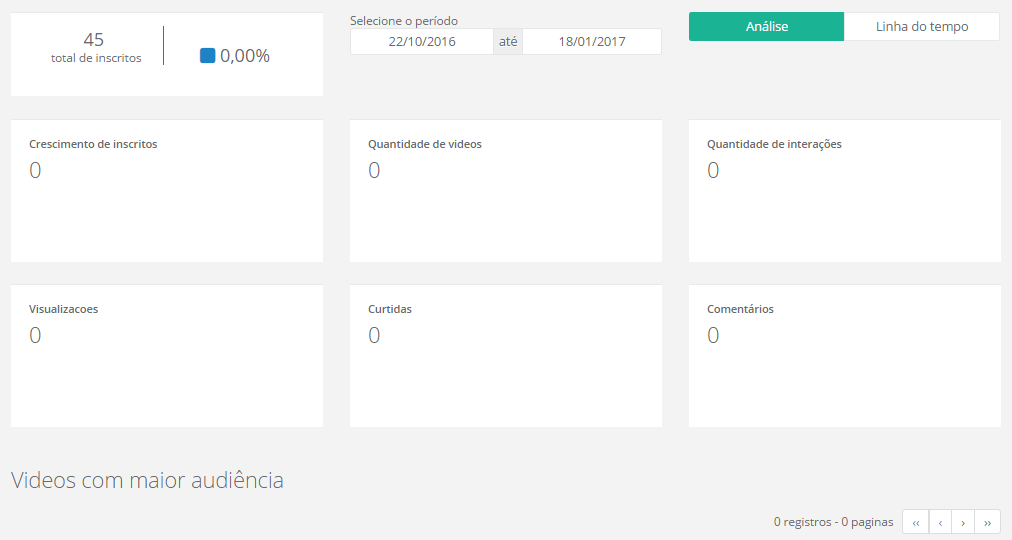 45
total de inscritos
0,00%
Selecione o período
22/10/2016 até 18/01/2017
Análise
Linha do tempo
Crescimento de inscritos
0
Quantidade de videos
0
Quantidade de interações
0
Visualizacoes
0
Curtidas
0
Comentários
0
Videos com maior audiência
0 registros - 0 paginas ‹‹ ‹ › ››